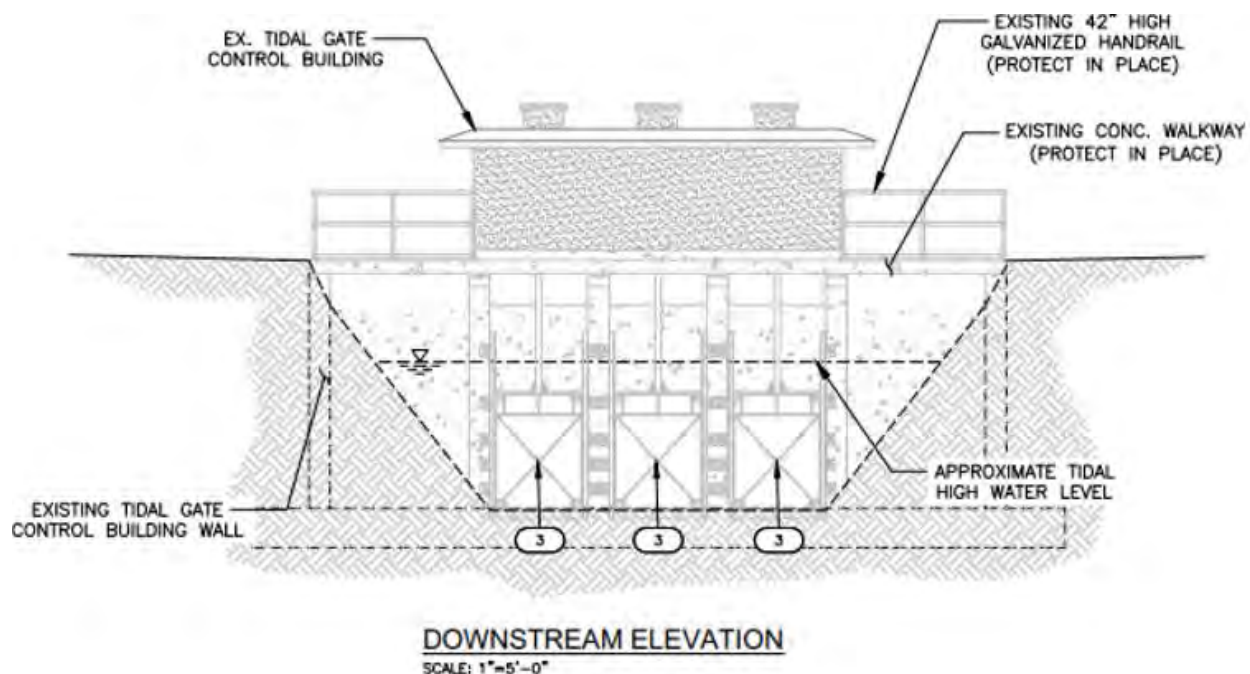 EX. TIDAL GATE
CONTROL BUILDING
EXISTING 42" HIGH
GALVANIZED HANDRAIL
(PROTECT IN PLACE)
EXISTING CONC. WALKWAY
(PROTECT IN PLACE)
APPROXIMATE TIDAL
HIGH WATER LEVEL
EXISTING TIDAL GATE
CONTROL BUILDING WALL
3
3
3
DOWNSTREAM ELEVATION
SCALE: 1"=5'-0"